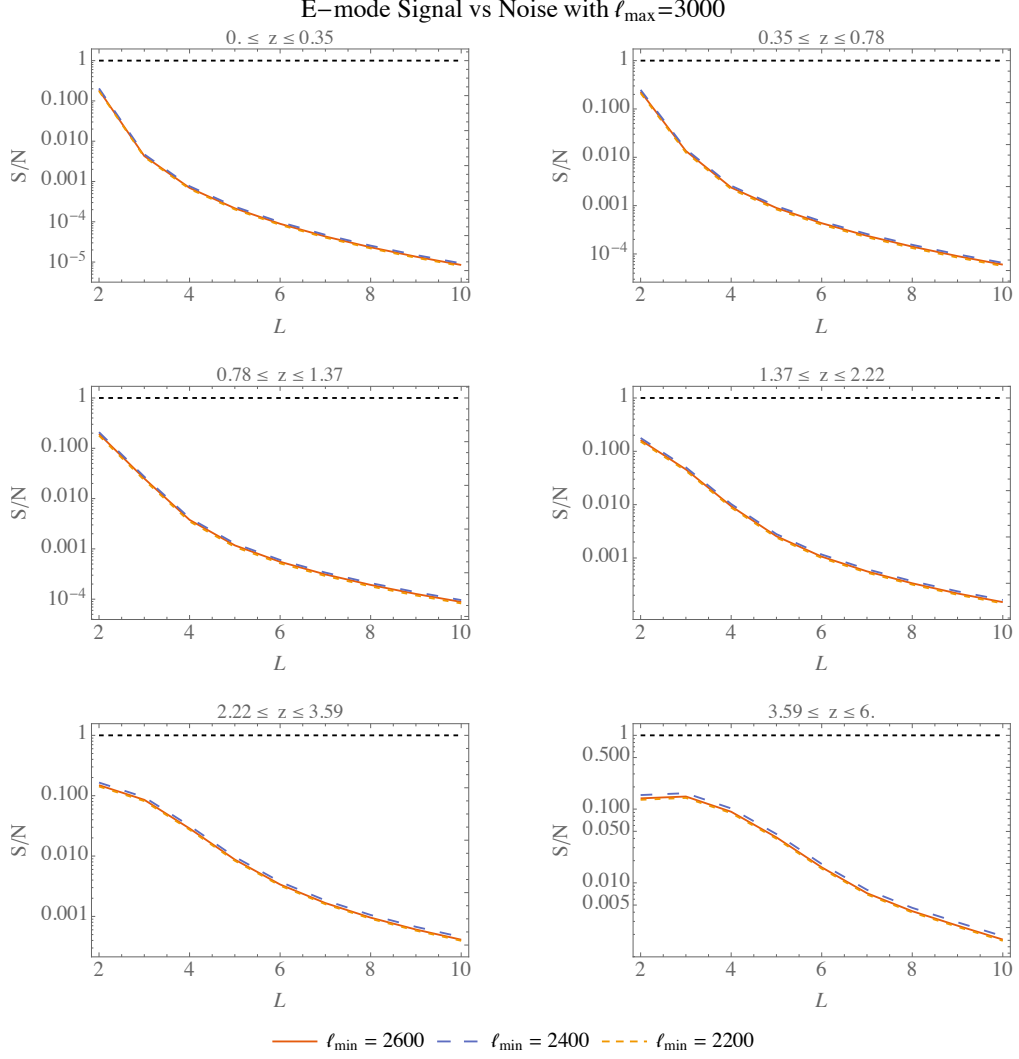 E−mode Signal vs Noise with ℓmax=3000
0. ≤ z ≤ 0.35
1
0.100
0.010
0.001
10⁻⁴
10⁻⁵
S/N
2 4 6 8 10
L
0.35 ≤ z ≤ 0.78
1
0.100
0.010
0.001
10⁻⁴
S/N
2 4 6 8 10
L
0.78 ≤ z ≤ 1.37
1
0.100
0.010
0.001
10⁻⁴
S/N
2 4 6 8 10
L
1.37 ≤ z ≤ 2.22
1
0.100
0.010
0.001
S/N
2 4 6 8 10
L
2.22 ≤ z ≤ 3.59
1
0.100
0.010
0.001
S/N
2 4 6 8 10
L
3.59 ≤ z ≤ 6.
1
0.500
0.100
0.050
0.010
0.005
S/N
2 4 6 8 10
L
ℓmin = 2600 ℓmin = 2400 ℓmin = 2200